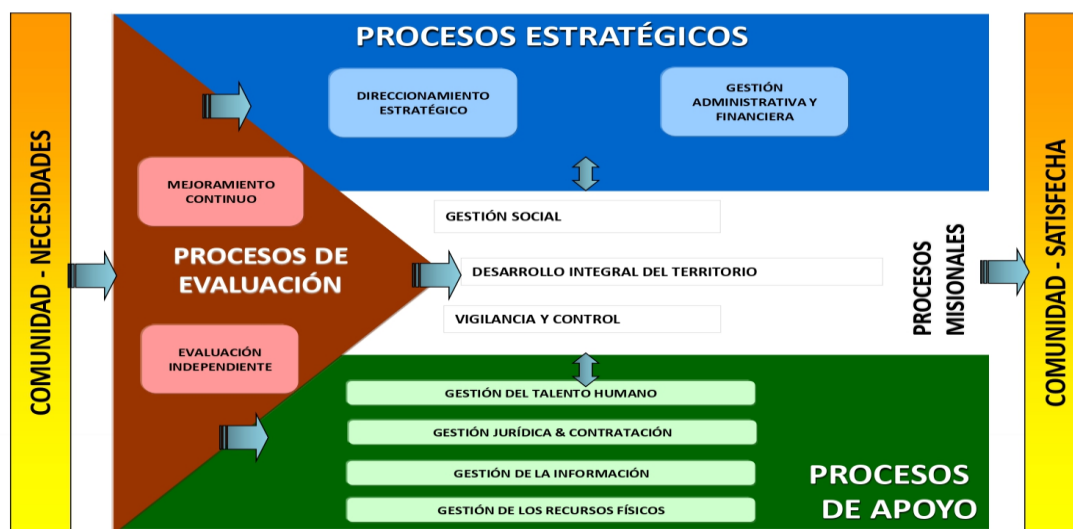 COMUNIDAD - NECESIDADES
PROCESOS ESTRATÉGICOS
DIRECCIONAMIENTO
ESTRATÉGICO
GESTIÓN
ADMINISTRATIVA Y
FINANCIERA
MEJORAMIENTO
CONTINUO
PROCESOS DE
EVALUACIÓN
EVALUACIÓN
INDEPENDIENTE
GESTIÓN SOCIAL
DESARROLLO INTEGRAL DEL TERRITORIO
VIGILANCIA Y CONTROL
PROCESOS
MISIONALES
GESTIÓN DEL TALENTO HUMANO
GESTIÓN JURÍDICA & CONTRATACIÓN
GESTIÓN DE LA INFORMACIÓN
GESTIÓN DE LOS RECURSOS FÍSICOS
PROCESOS
DE APOYO
COMUNIDAD - SATISFECHA